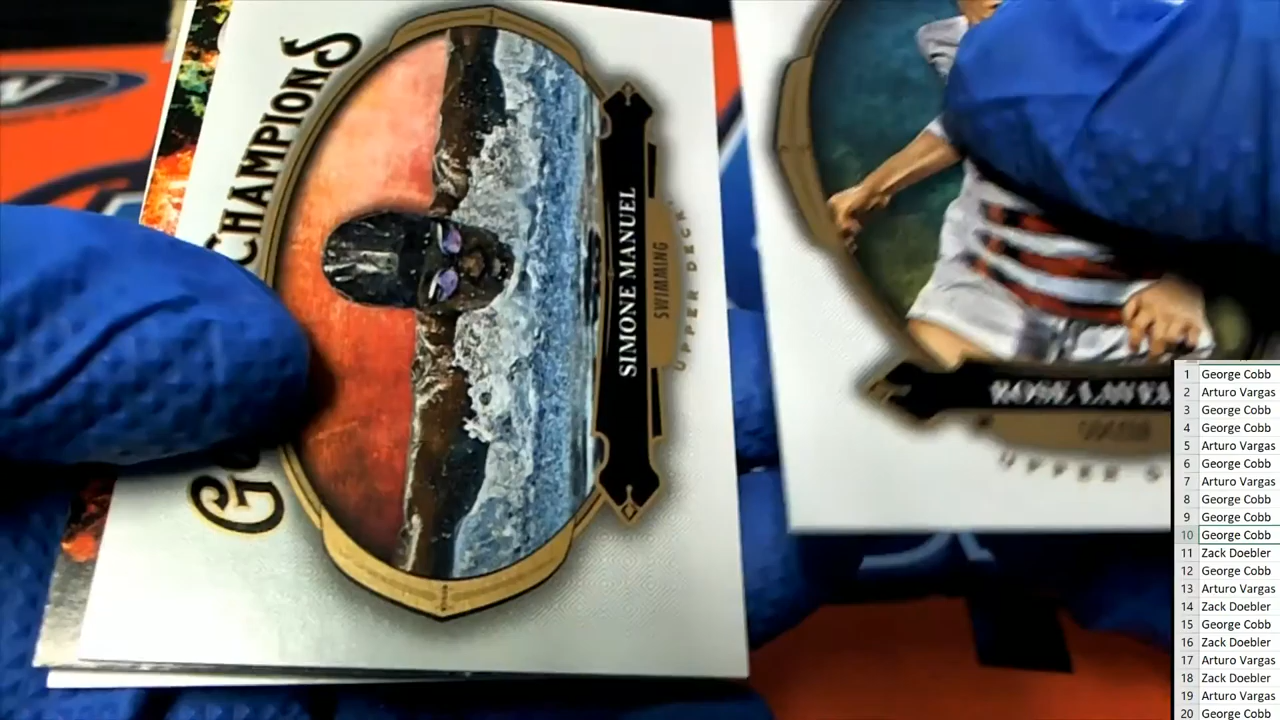 CHAMPIONS
SIMONE MANUEL
SWIMMING
UPPER DECK
UPPER
1 George Cobb
2 Arturo Vargas
3 George Cobb
4 George Cobb
5 Arturo Vargas
6 George Cobb
7 Arturo Vargas
8 George Cobb
9 George Cobb
10 George Cobb
11 Zack Doebler
12 George Cobb
13 Arturo Vargas
14 Zack Doebler
15 George Cobb
16 Zack Doebler
17 Arturo Vargas
18 Zack Doebler
19 Arturo Vargas
20 George Cobb